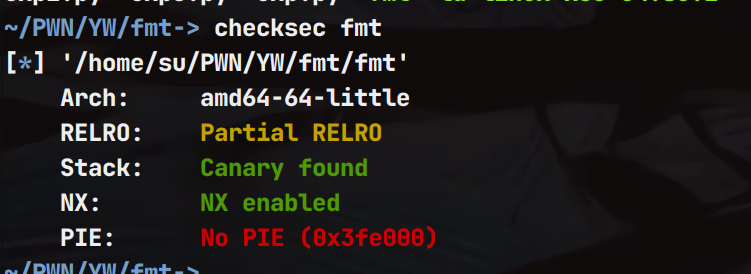 ~/PWN/YW/fmt-> checksec fmt
[*] '/home/su/PWN/YW/fmt/fmt'
Arch: amd64-64-little
RELRO: Partial RELRO
Stack: Canary found
NX: NX enabled
PIE: No PIE (0x3fe000)
~/PWN/YW/fmt->